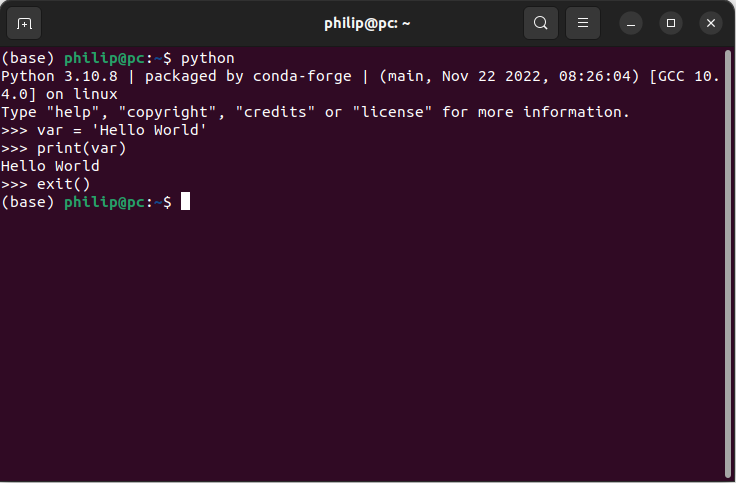 philip@pc: ~
(base) philip@pc:~$ python
Python 3.10.8 | packaged by conda-forge | (main, Nov 22 2022, 08:26:04) [GCC 10.
4.0] on linux
Type "help", "copyright", "credits" or "license" for more information.
>>> var = 'Hello World'
>>> print(var)
Hello World
>>> exit()
(base) philip@pc:~$